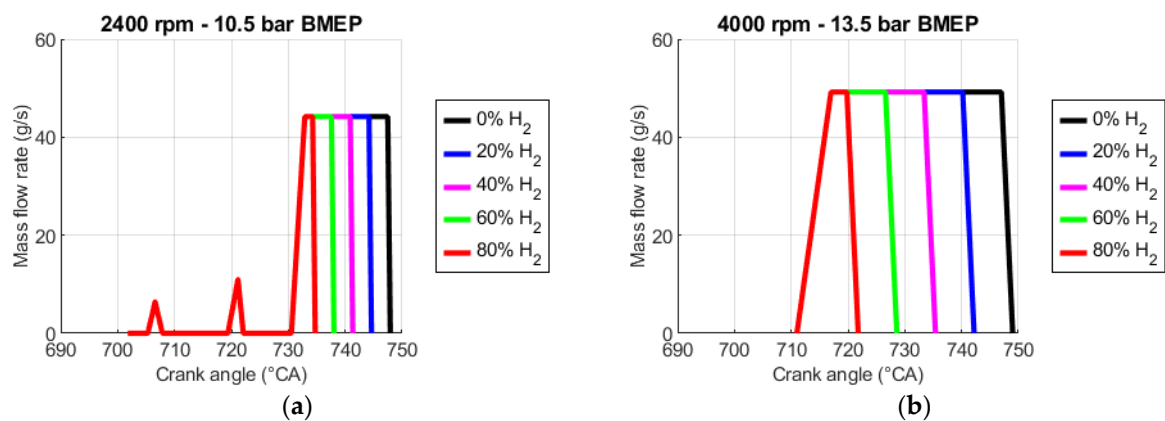 2400 rpm - 10.5 bar BMEP
60
40
20
0
690 700 710 720 730 740 750
Mass flow rate (g/s)
Crank angle (°CA)
0% H2
20% H2
40% H2
60% H2
80% H2
(a)
4000 rpm - 13.5 bar BMEP
60
40
20
0
690 700 710 720 730 740 750
Mass flow rate (g/s)
Crank angle (°CA)
0% H2
20% H2
40% H2
60% H2
80% H2
(b)